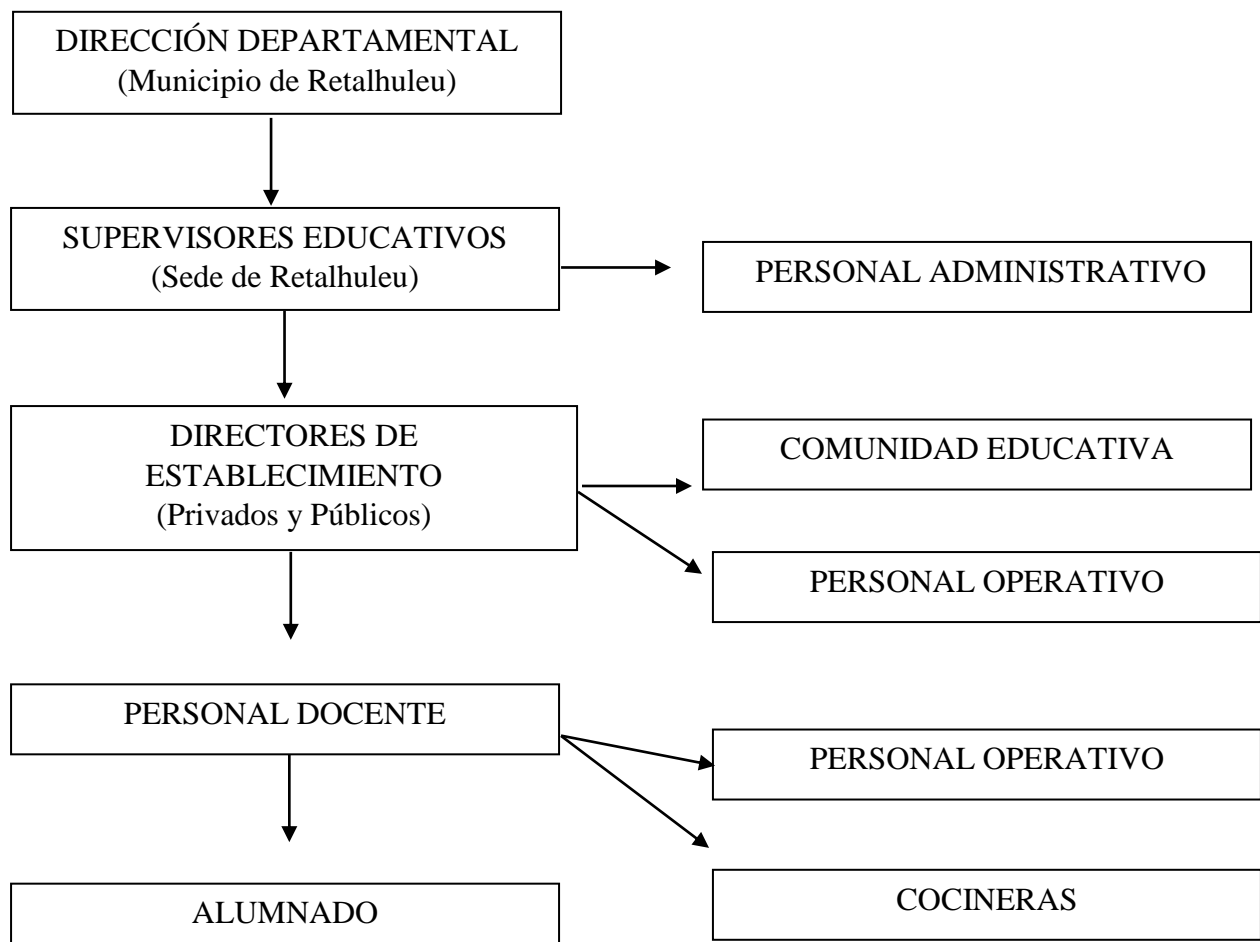 DIRECCIÓN DEPARTAMENTAL
(Municipio de Retalhuleu)
SUPERVISORES EDUCATIVOS
(Sede de Retalhuleu)
PERSONAL ADMINISTRATIVO
DIRECTORES DE
ESTABLECIMIENTO
(Privados y Públicos)
COMUNIDAD EDUCATIVA
PERSONAL OPERATIVO
PERSONAL DOCENTE
PERSONAL OPERATIVO
ALUMNADO
COCINERAS